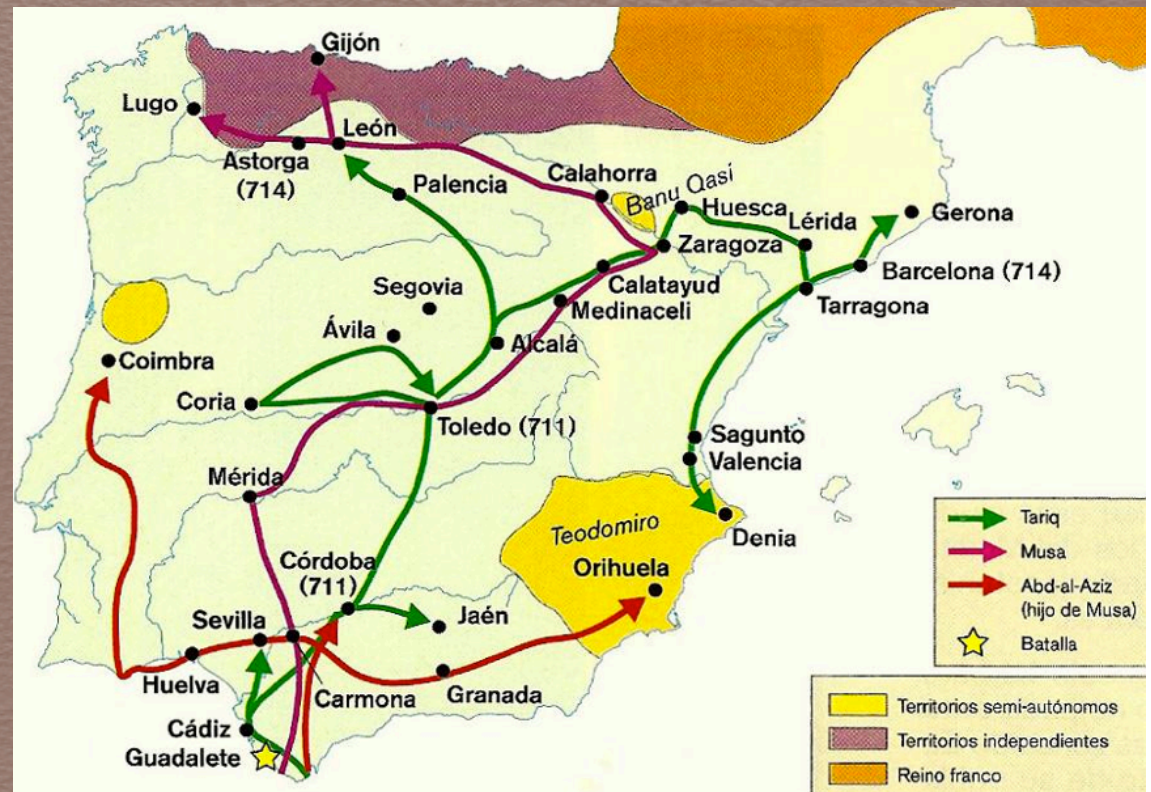 Gijón
Lugo
León
Astorga
(714)
Palencia
Calahorra
Banu Qasi
Huesca
Lérida
Gerona
Zaragoza
Barcelona (714)
Calatayud
Tarragona
Medinaceli
Segovia
Ávila
Alcalá
Coimbra
Coria
Toledo (711)
Sagunto
Valencia
Mérida
Denia
Teodomiro
Orihuela
Córdoba
(711)
Sevilla
Jaén
Huelva
Carmona
Granada
Cádiz
Guadalete
Tariq
Musa
Abd-al-Aziz
(hijo de Musa)
Batalla
Territorios semi-autónomos
Territorios independientes
Reino franco